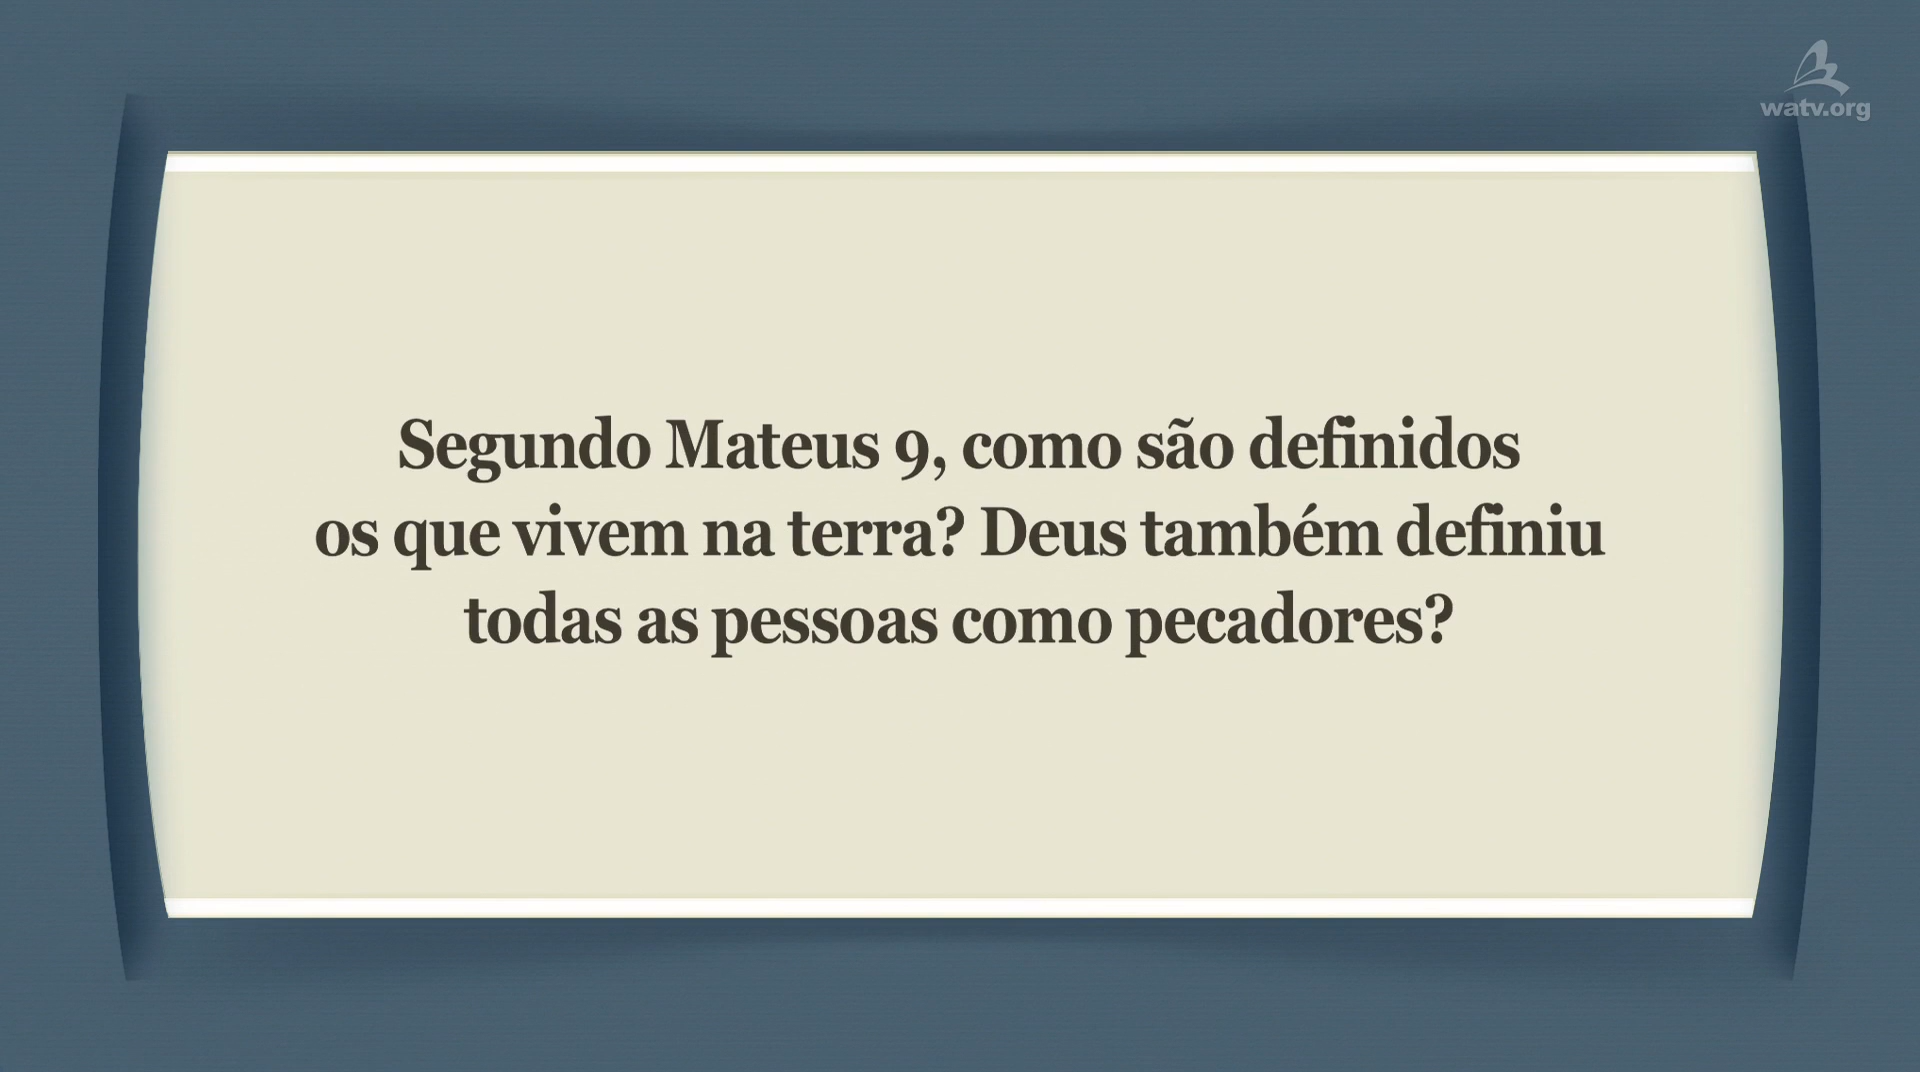 watv.org
Segundo Mateus 9, como são definidos
os que vivem na terra? Deus também definiu
todas as pessoas como pecadores?